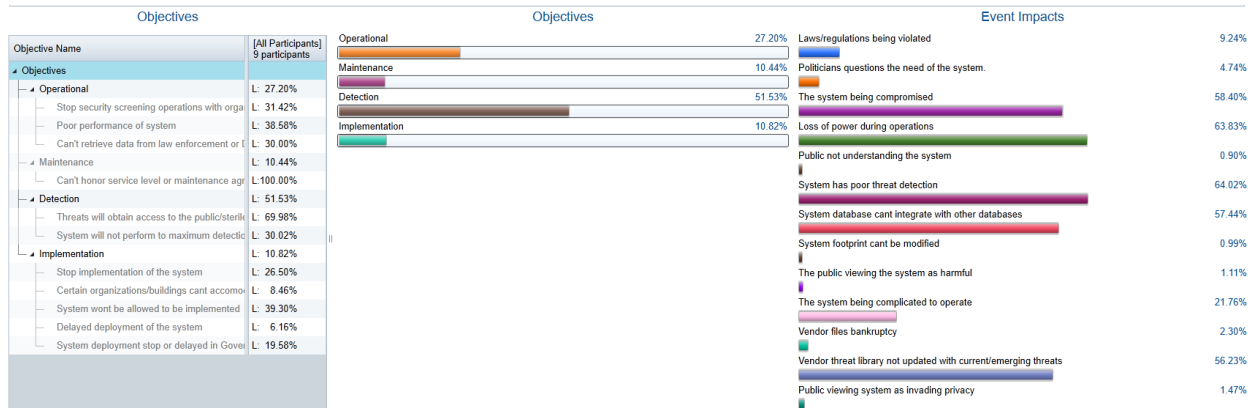 Objectives
Objective Name
[All Participants]
9 participants
Objectives
Operational L: 27.20%
Stop security screening operations with orga L: 31.42%
Poor performance of system L: 38.58%
Can't retrieve data from law enforcement or L: 30.00%
Maintenance L: 10.44%
Can't honor service level or maintenance agr L:100.00%
Detection L: 51.53%
Threats will obtain access to the public/sterile L: 69.98%
System will not perform to maximum detectio L: 30.02%
Implementation L: 10.82%
Stop implementation of the system L: 26.50%
Certain organizations/buildings cant accomo L: 8.46%
System wont be allowed to be implemented L: 39.30%
Delayed deployment of the system L: 6.16%
System deployment stop or delayed in Gover L: 19.58%
Objectives
Operational 27.20%
Maintenance 10.44%
Detection 51.53%
Implementation 10.82%
Event Impacts
Laws/regulations being violated 9.24%
Politicians questions the need of the system. 4.74%
The system being compromised 58.40%
Loss of power during operations 63.83%
Public not understanding the system 0.90%
System has poor threat detection 64.02%
System database cant integrate with other databases 57.44%
System footprint cant be modified 0.99%
The public viewing the system as harmful 1.11%
The system being complicated to operate 21.76%
Vendor files bankruptcy 2.30%
Vendor threat library not updated with current/emerging threats 56.23%
Public viewing system as invading privacy 1.47%